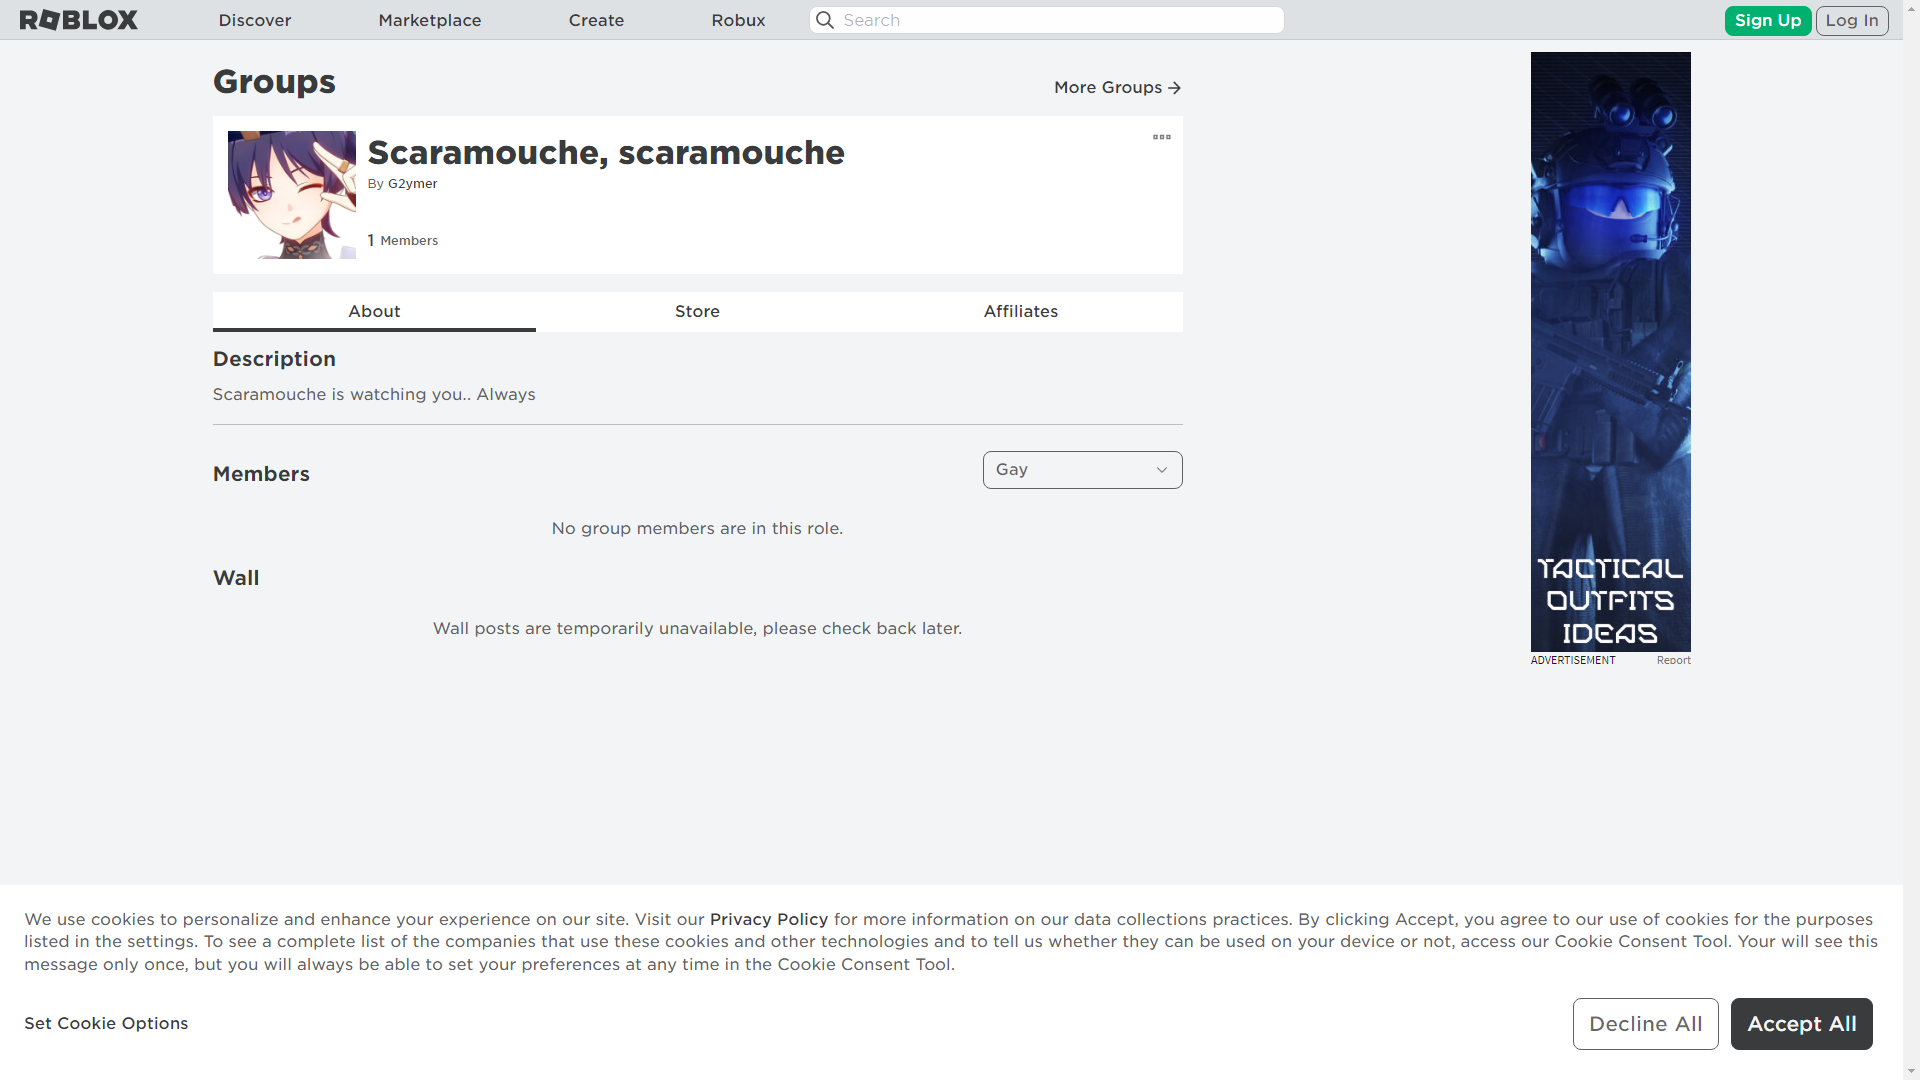 ROBLOX
Discover
Marketplace
Create
Robux
Search
Sign Up
Log In
Groups
More Groups
Scaramouche, scaramouche
By G2ymer
1 Members
About
Store
Affiliates
Description
Scaramouche is watching you.. Always
Members
Gay
No group members are in this role.
Wall
Wall posts are temporarily unavailable, please check back later.
TACTICAL
OUTFITS
IDEAS
ADVERTISEMENT
Report
We use cookies to personalize and enhance your experience on our site. Visit our Privacy Policy for more information on our data collections practices. By clicking Accept, you agree to our use of cookies for the purposes
listed in the settings. To see a complete list of the companies that use these cookies and other technologies and to tell us whether they can be used on your device or not, access our Cookie Consent Tool. Your will see this
message only once, but you will always be able to set your preferences at any time in the Cookie Consent Tool.
Set Cookie Options
Decline All
Accept All